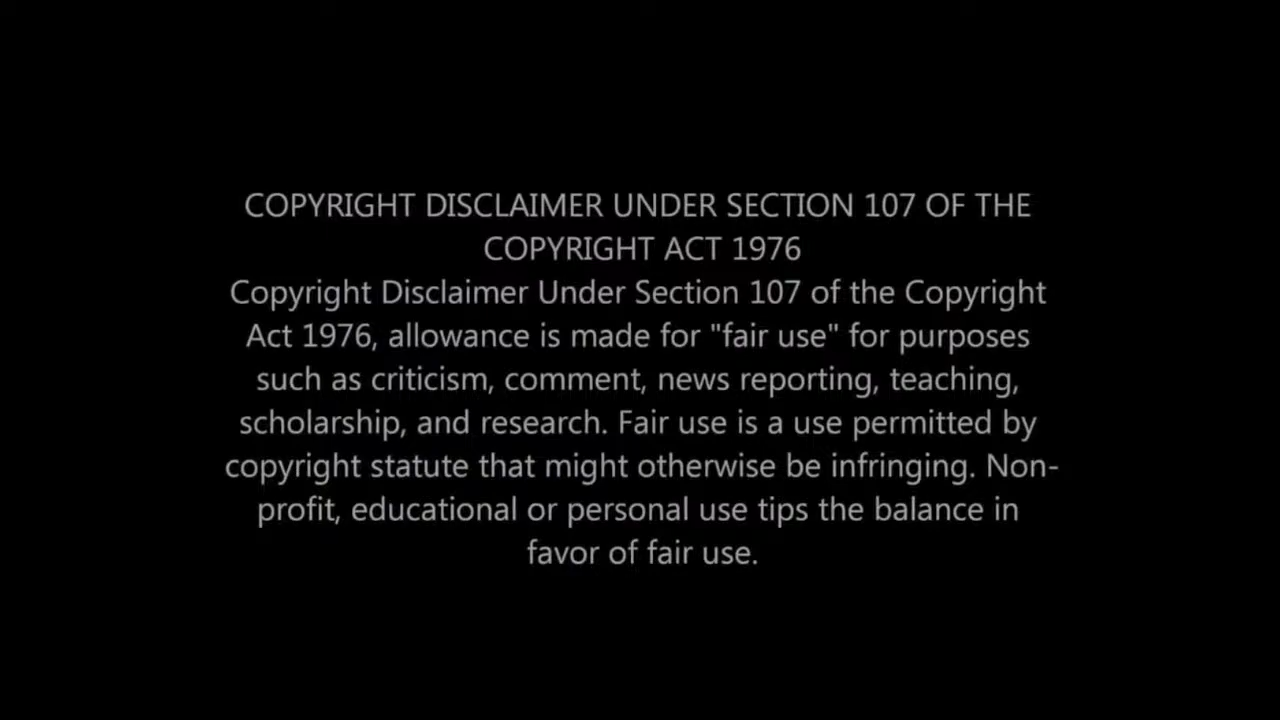 COPYRIGHT DISCLAIMER UNDER SECTION 107 OF THE
COPYRIGHT ACT 1976
Copyright Disclaimer Under Section 107 of the Copyright
Act 1976, allowance is made for "fair use" for purposes
such as criticism, comment, news reporting, teaching,
scholarship, and research. Fair use is a use permitted by
copyright statute that might otherwise be infringing. Non-
profit, educational or personal use tips the balance in
favor of fair use.